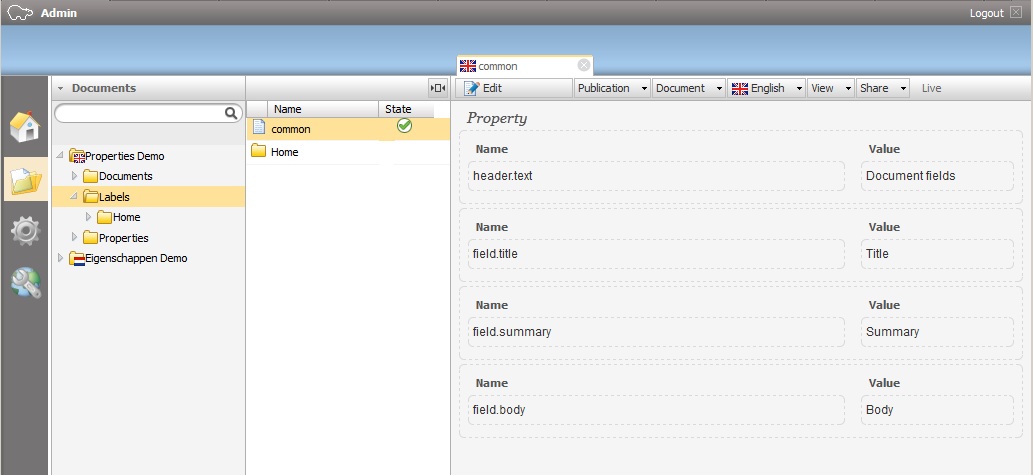 Admin
Logout
common
Documents
Edit
Publication
Document
English
View
Share
Live
Name
State
common
Home
Properties Demo
Documents
Labels
Home
Properties
Eigenschappen Demo
Property
Name
Value
header.text
Document fields
Name
Value
field.title
Title
Name
Value
field.summary
Summary
Name
Value
field.body
Body